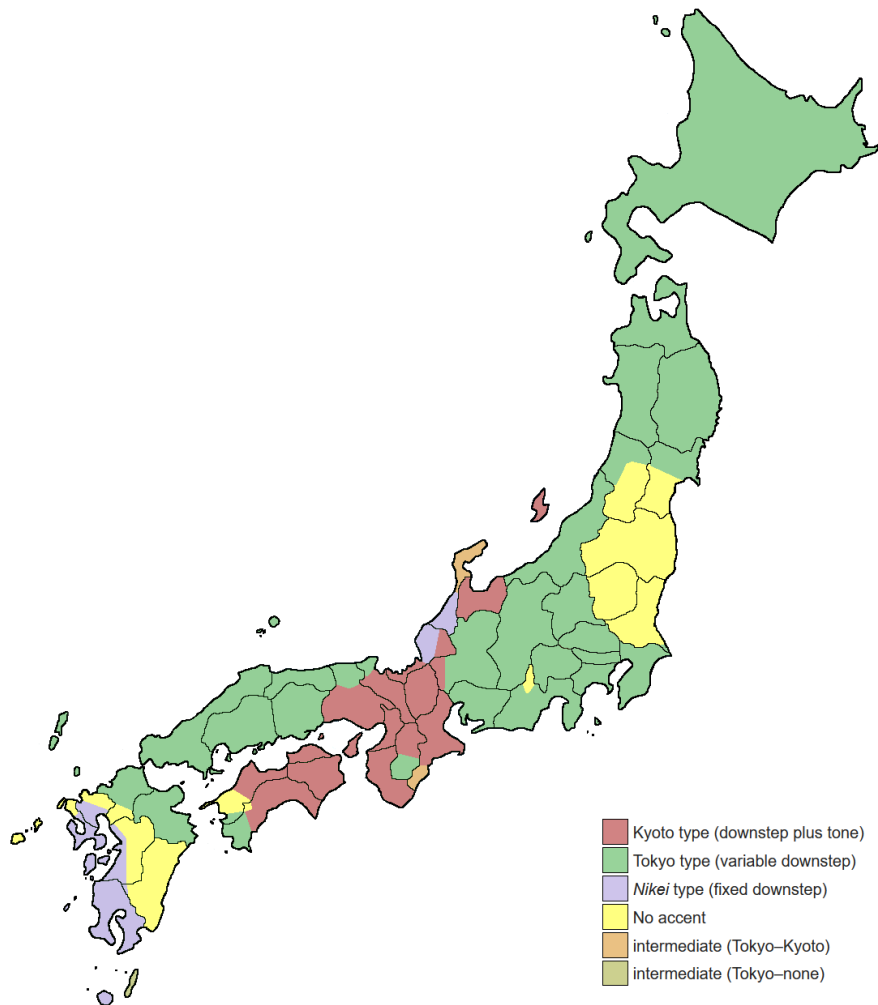 Kyoto type (downstep plus tone)
Tokyo type (variable downstep)
Nikei type (fixed downstep)
No accent
intermediate (Tokyo–Kyoto)
intermediate (Tokyo–none)